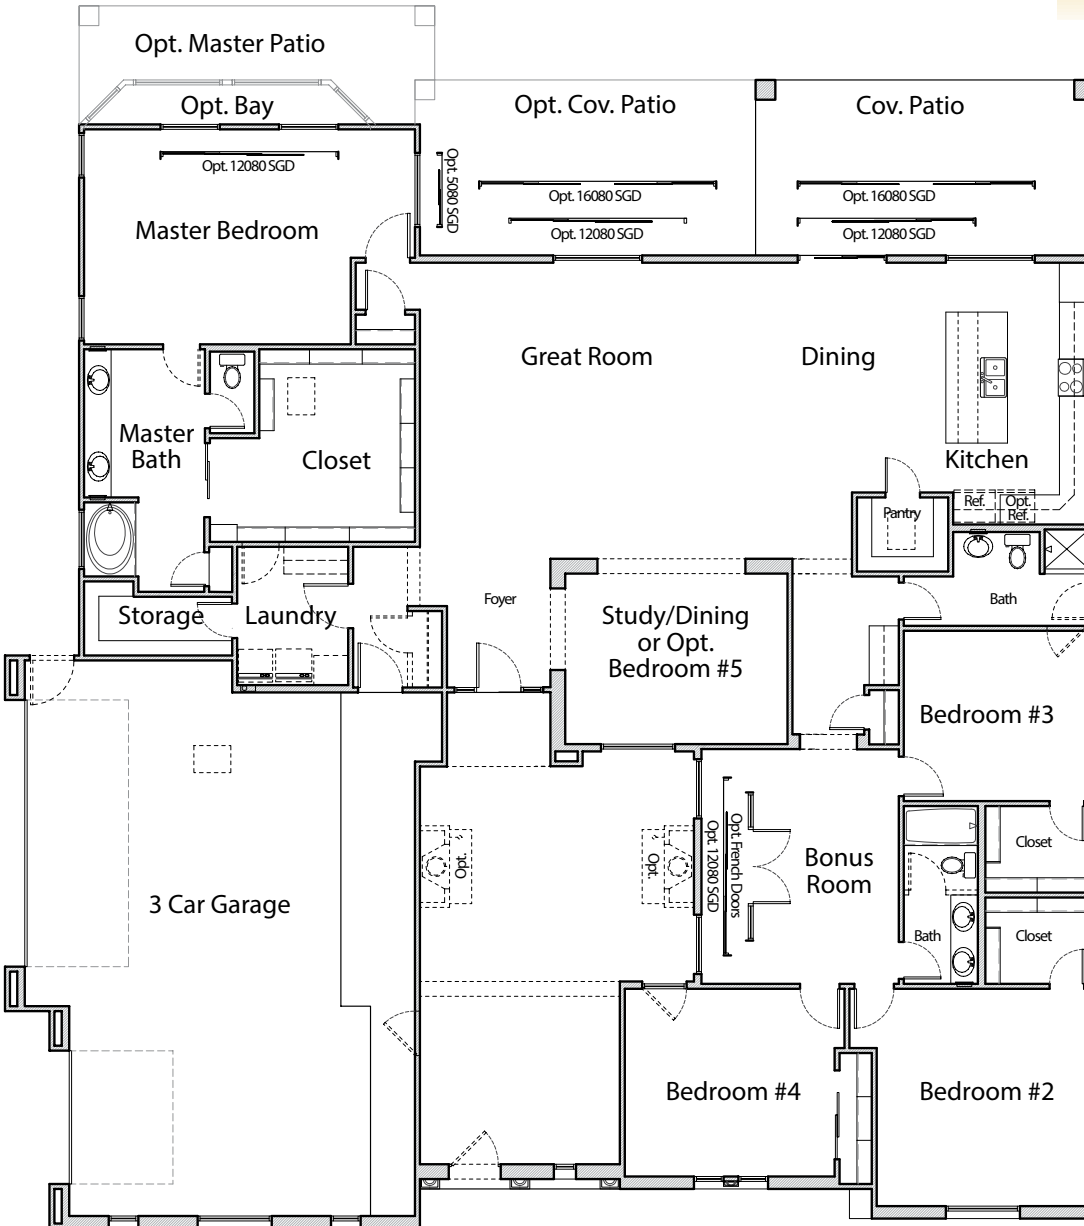 Opt. Master Patio
Opt. Bay
Opt. Cov. Patio
Cov. Patio
Opt. 12080 SGD
Opt. 5080 SGD
Opt. 16080 SGD
Opt. 16080 SGD
Opt. 12080 SGD
Opt. 12080 SGD
Master Bedroom
Great Room
Dining
Master
Bath
Closet
Kitchen
Ref.
Opt.
Ref.
Pantry
Storage
Laundry
Foyer
Study/Dining
or Opt.
Bedroom #5
Bath
Bedroom #3
3 Car Garage
Opt.
Opt.
Opt. 12080 SGD
Opt. French Doors
Bonus
Room
Closet
Bath
Closet
Bedroom #4
Bedroom #2